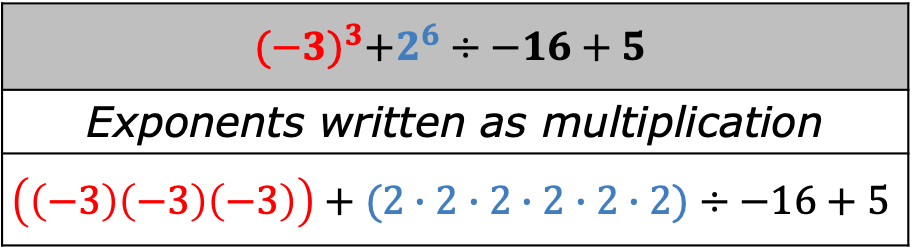 (−3)³+2⁶ ÷ −16 + 5
Exponents written as multiplication
((−3)(−3)(−3)) + (2 · 2 · 2 · 2 · 2 · 2) ÷ −16 + 5